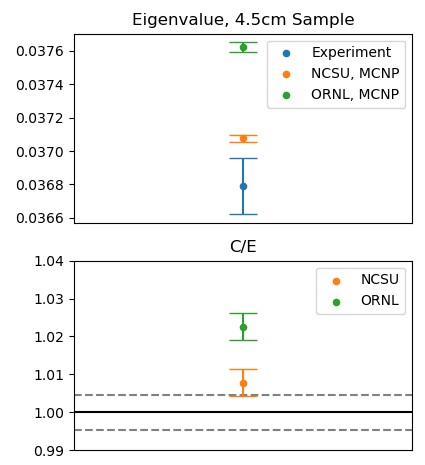 Eigenvalue, 4.5cm Sample
0.0376
0.0374
0.0372
0.0370
0.0368
0.0366
Experiment
NCSU, MCNP
ORNL, MCNP
C/E
1.04
1.03
1.02
1.01
1.00
0.99
NCSU
ORNL